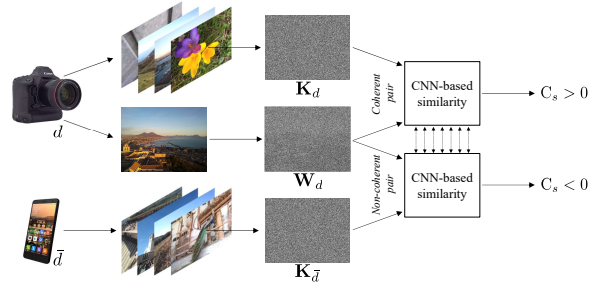 d
K_d
Coherent
pair
CNN-based
similarity
C_s > 0
W_d
Non-coherent
pair
CNN-based
similarity
C_s < 0
d̄
K_d̄